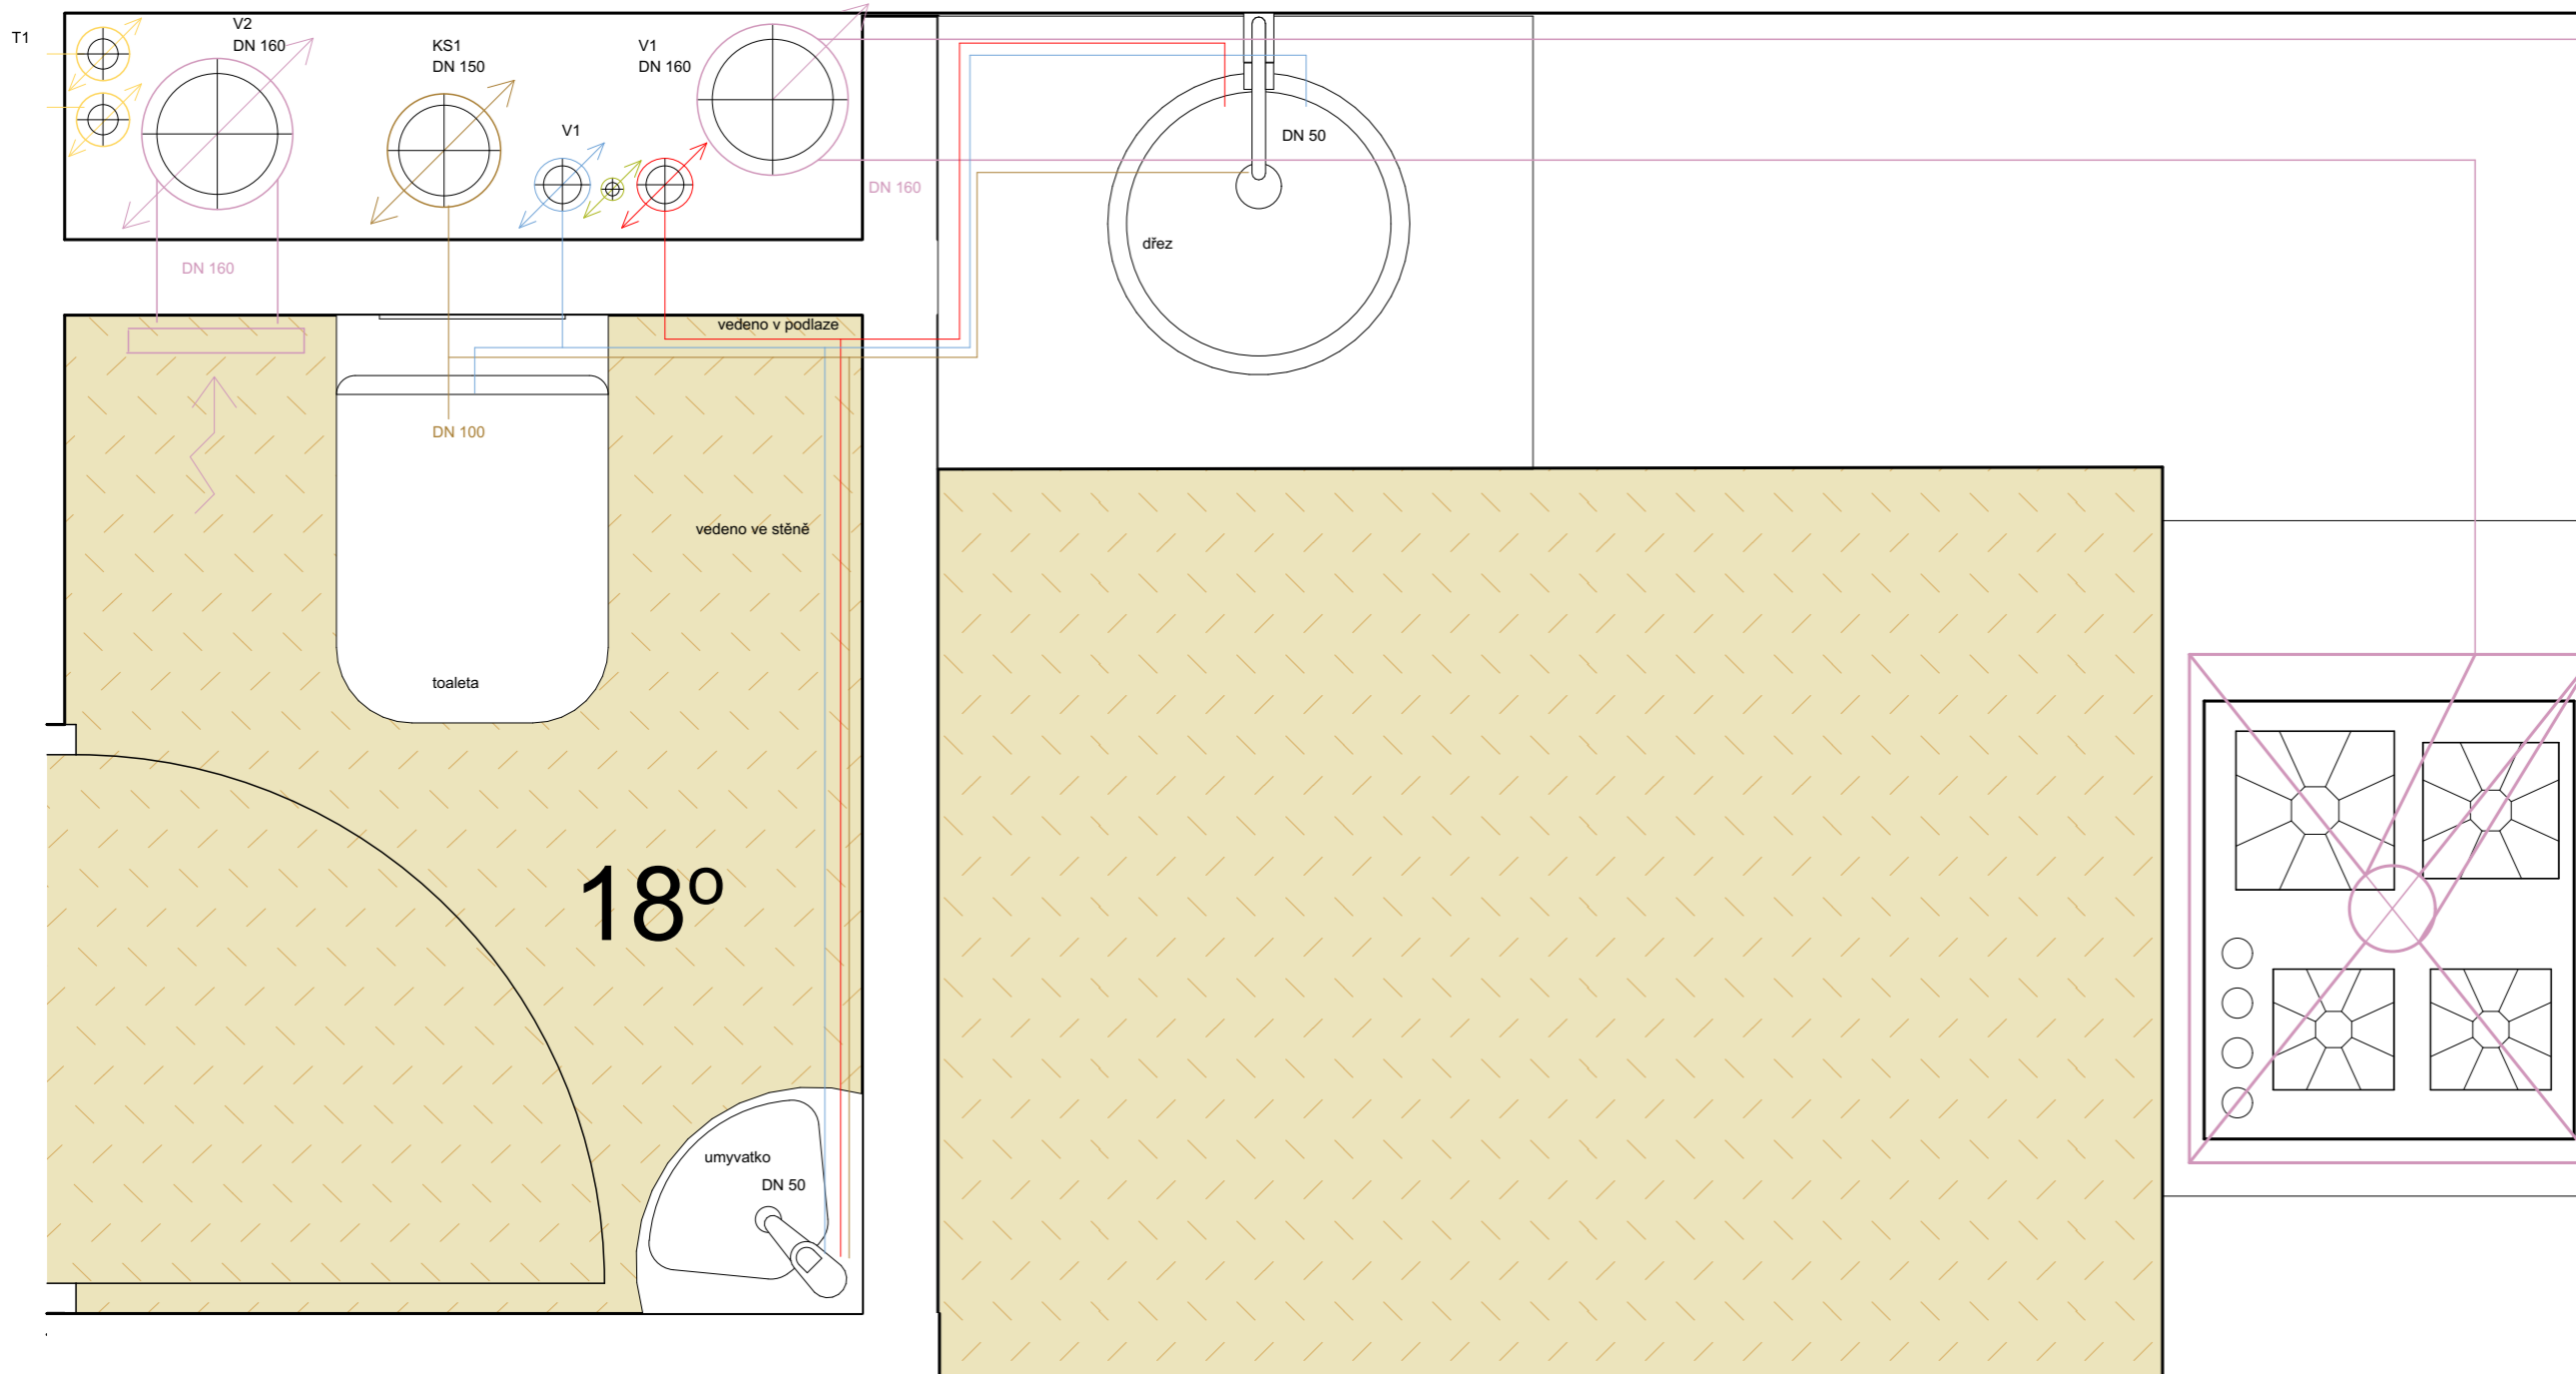 T1
V2
DN 160
KS1
DN 150
V1
DN 160
V1
DN 50
DN 160
dřez
DN 160
vedeno v podlaze
DN 100
vedeno ve stěně
toaleta
18º
umyvatko
DN 50